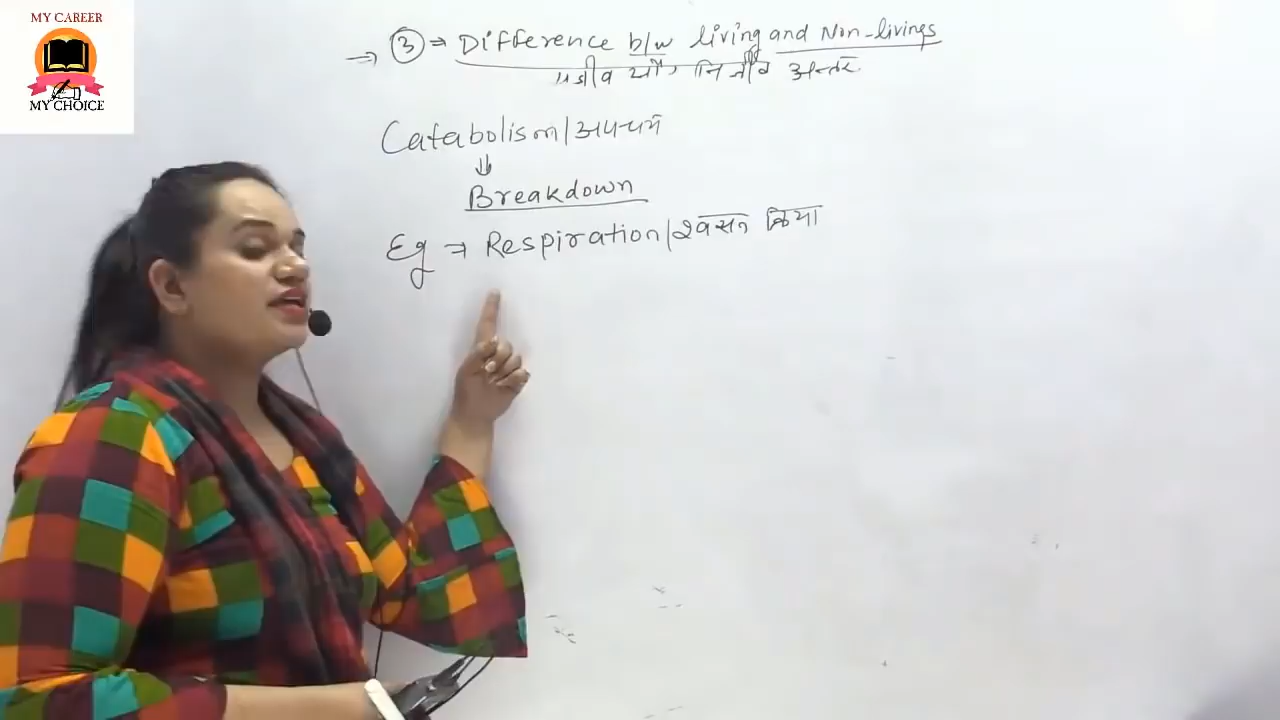 MY CAREER
MY CHOICE
→ ③ ⇒ Difference b/w living and Non-livings
सजीव और निर्जीव अन्तर
Catabolism/अपचय
⇓
Breakdown
Eg ⇒ Respiration/श्वसन क्रिया